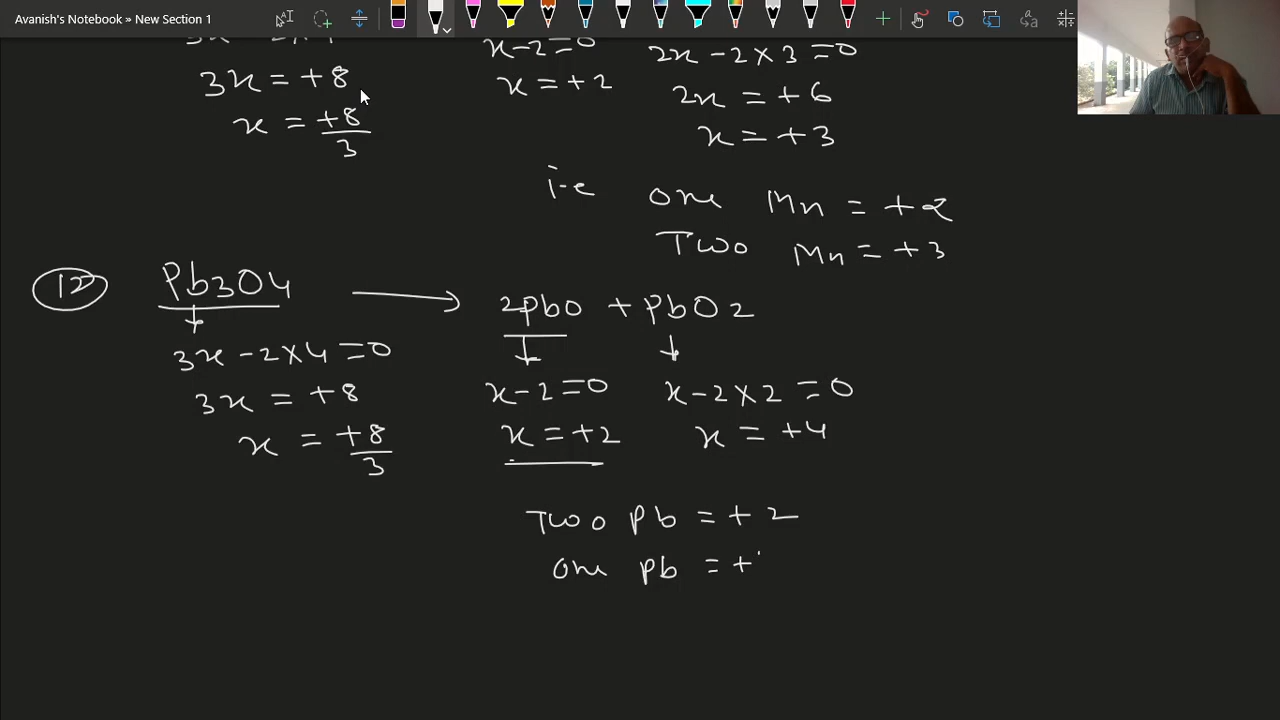 Avanish's Notebook » New Section 1
3x = +8
x = +8/3
x-2=0
x = +2
2x -2×3 =0
2x = +6
x = +3
i-e one Mn = +2
Two Mn = +3
12 Pb3O4 → 2PbO + PbO2
3x -2×4 =0
3x = +8
x = +8/3
x-2=0
x = +2
x-2×2 =0
x = +4
Two Pb = + 2
one pb = +